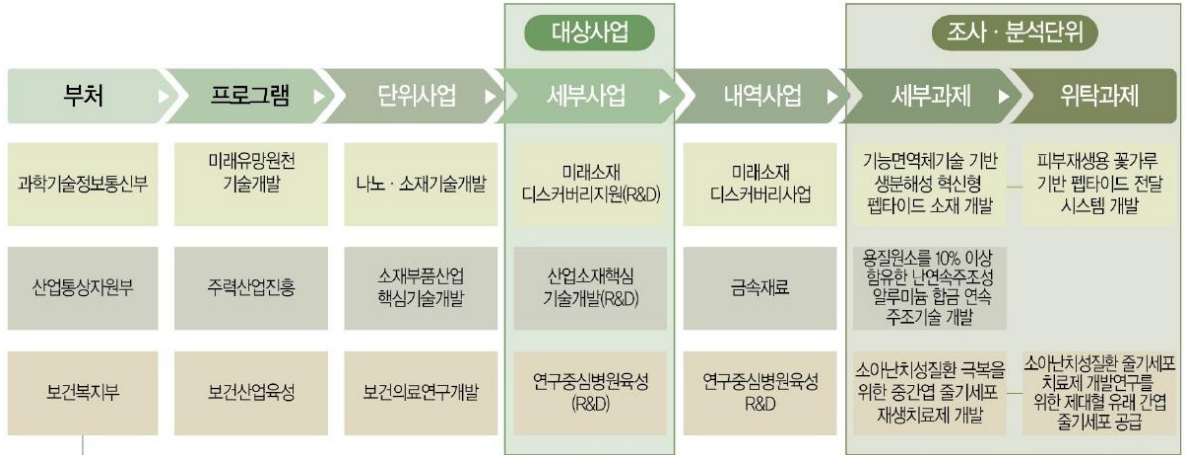 대상사업
조사 · 분석단위
부처
프로그램
단위사업
세부사업
내역사업
세부과제
위탁과제
과학기술정보통신부
미래유망원천
기술개발
나노 · 소재기술개발
미래소재
디스커버리지원(R&D)
미래소재
디스커버리사업
기능면역체기술 기반
생분해성 혁신형
펩타이드 소재 개발
피부재생용 꽃가루
기반 펩타이드 전달
시스템 개발
산업통상자원부
주력산업진흥
소재부품산업
핵심기술개발
산업소재핵심
기술개발(R&D)
금속재료
용질원소를 10% 이상
함유한 난연속주조성
알루미늄 합금 연속
주조기술 개발
보건복지부
보건산업육성
보건의료연구개발
연구중심병원육성
(R&D)
연구중심병원육성
R&D
소아난치성질환 극복을
위한 중간엽 줄기세포
재생치료제 개발
소아난치성질환 줄기세포
치료제 개발연구를
위한 제대혈 유래 간엽
줄기세포 공급